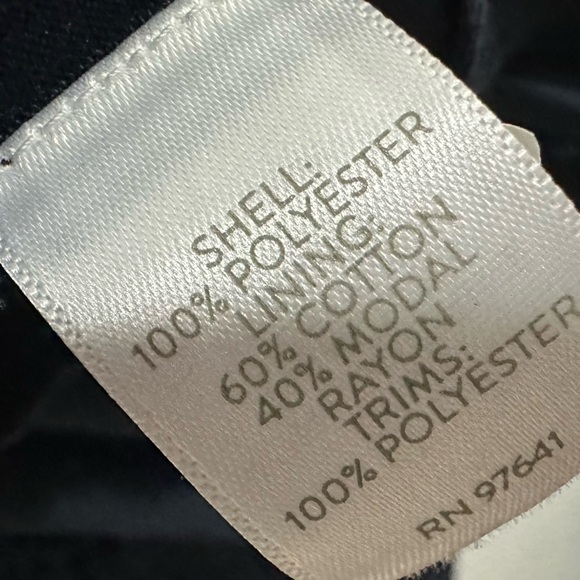 SHELL:
100% POLYESTER
LINING:
60% COTTON
40% MODAL
RAYON
TRIMS:
100% POLYESTER
RN 97641